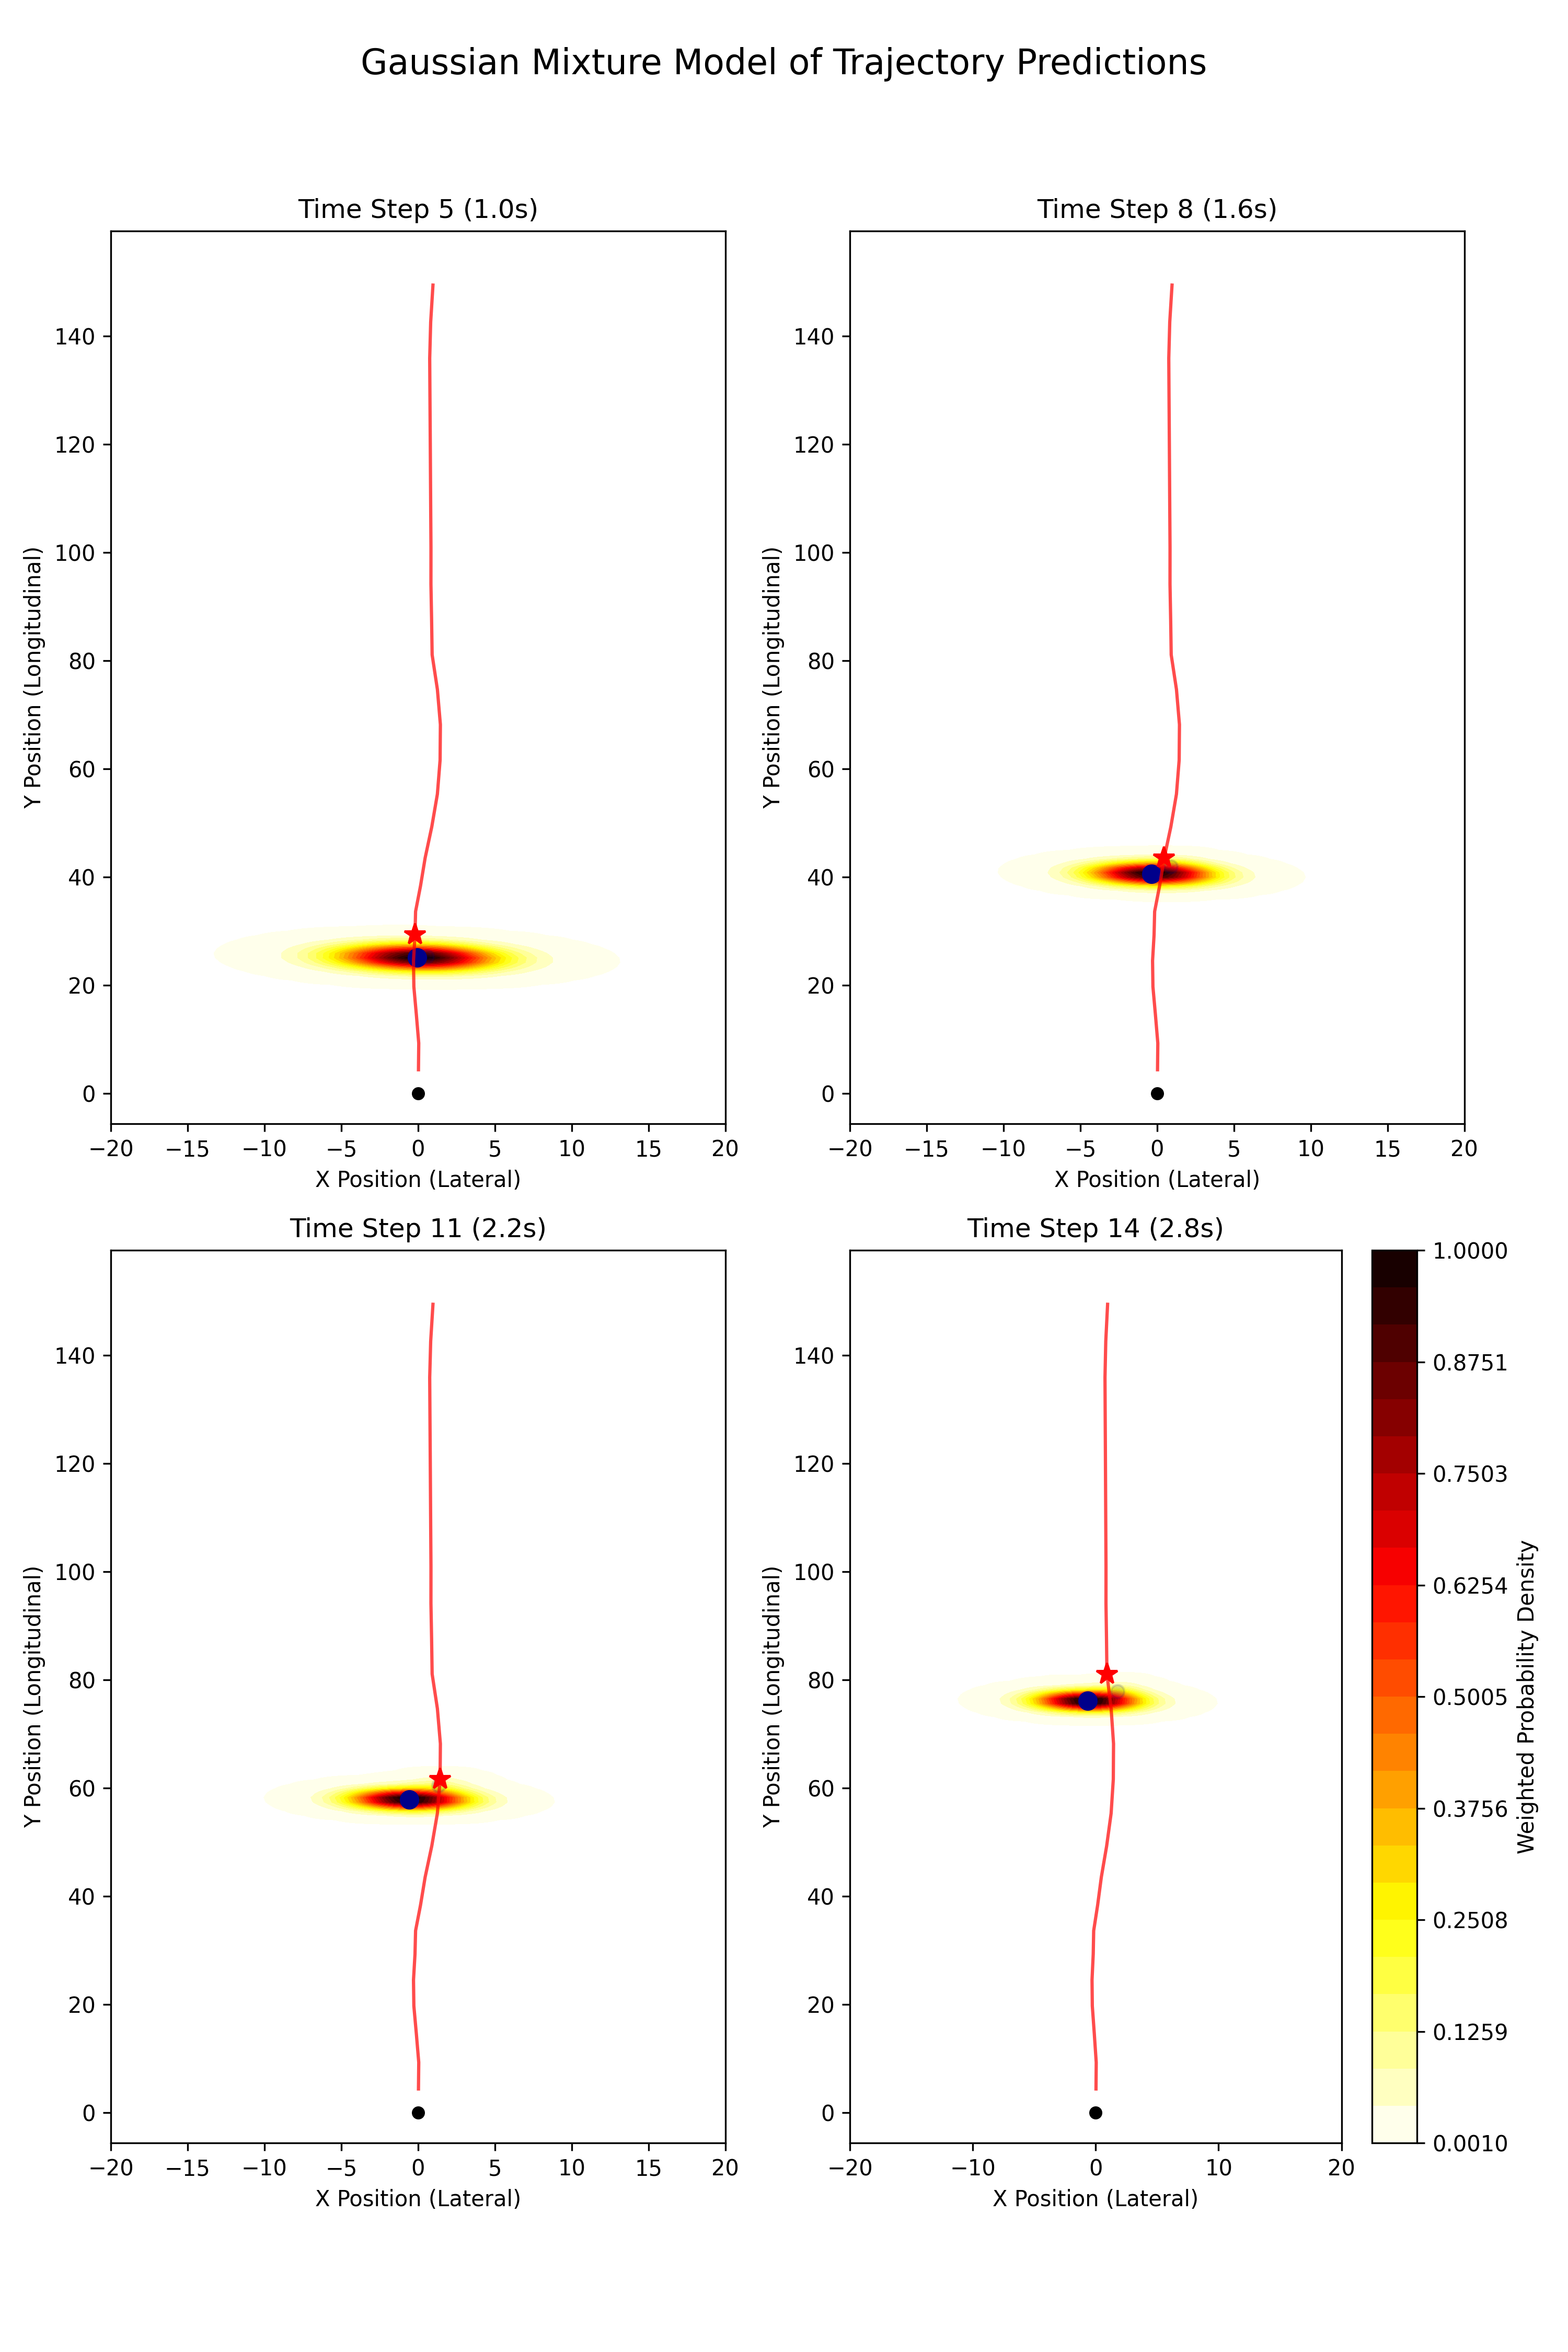 Gaussian Mixture Model of Trajectory Predictions
Time Step 5 (1.0s)
140
120
100
80
60
40
20
0
Y Position (Longitudinal)
−20 −15 −10 −5 0 5 10 15 20
X Position (Lateral)
Time Step 8 (1.6s)
140
120
100
80
60
40
20
0
Y Position (Longitudinal)
−20 −15 −10 −5 0 5 10 15 20
X Position (Lateral)
Time Step 11 (2.2s)
140
120
100
80
60
40
20
0
Y Position (Longitudinal)
−20 −15 −10 −5 0 5 10 15 20
X Position (Lateral)
Time Step 14 (2.8s)
140
120
100
80
60
40
20
0
Y Position (Longitudinal)
−20 −10 0 10 20
X Position (Lateral)
1.0000
0.8751
0.7503
0.6254
0.5005
0.3756
0.2508
0.1259
0.0010
Weighted Probability Density